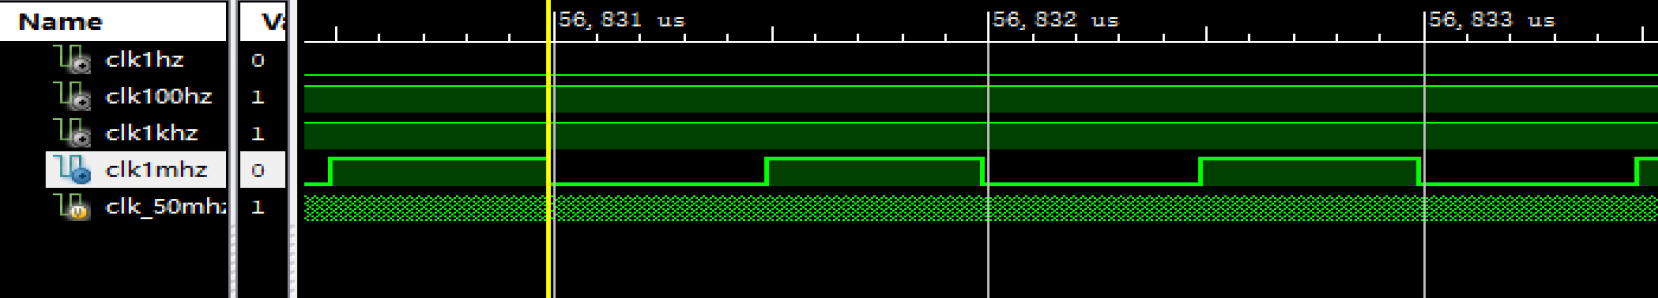 Name V 56,831 us 56,832 us 56,833 us
clk1hz 0
clk100hz 1
clk1khz 1
clk1mhz 0
clk_50mhz 1